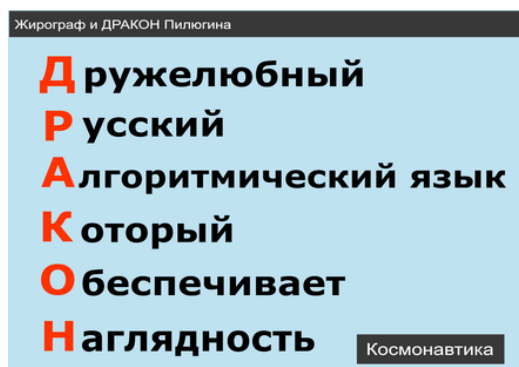 Жирограф и ДРАКОН Пилюгина
Дружелюбный
Русский
Алгоритмический язык
Который
Обеспечивает
Наглядность
Космонавтика